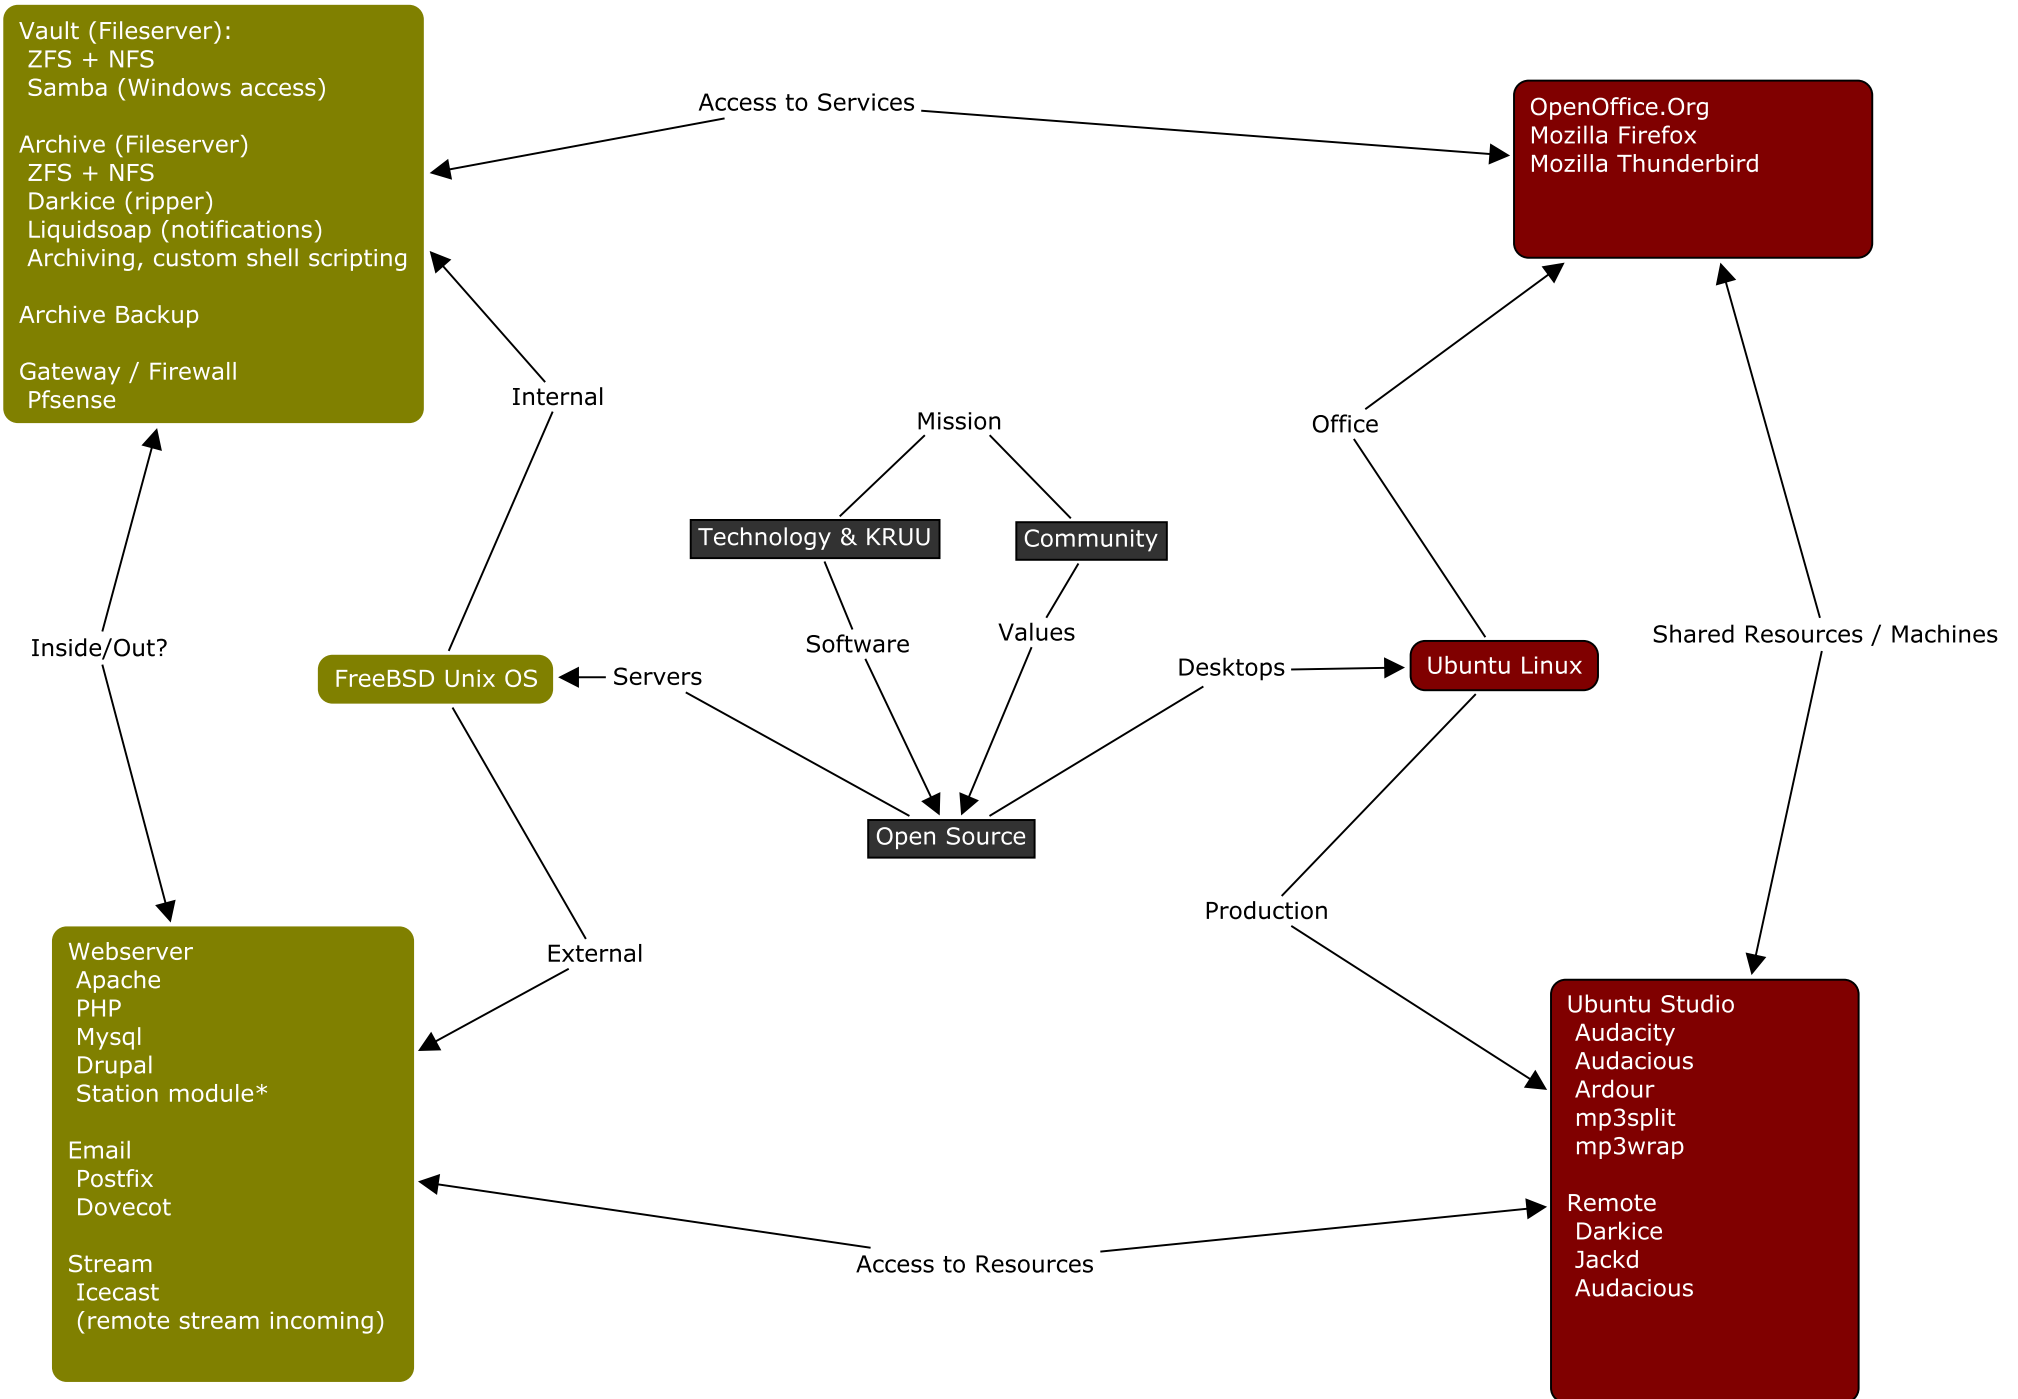 Vault (Fileserver):
ZFS + NFS
Samba (Windows access)
Archive (Fileserver)
ZFS + NFS
Darkice (ripper)
Liquidsoap (notifications)
Archiving, custom shell scripting
Archive Backup
Gateway / Firewall
Pfsense
Access to Services
OpenOffice.Org
Mozilla Firefox
Mozilla Thunderbird
Internal
Mission
Office
Technology & KRUU
Community
Inside/Out?
Software
Values
Shared Resources / Machines
FreeBSD Unix OS
Servers
Desktops
Ubuntu Linux
Open Source
Production
External
Webserver
Apache
PHP
Mysql
Drupal
Station module*
Email
Postfix
Dovecot
Stream
Icecast
(remote stream incoming)
Access to Resources
Ubuntu Studio
Audacity
Audacious
Ardour
mp3split
mp3wrap
Remote
Darkice
Jackd
Audacious